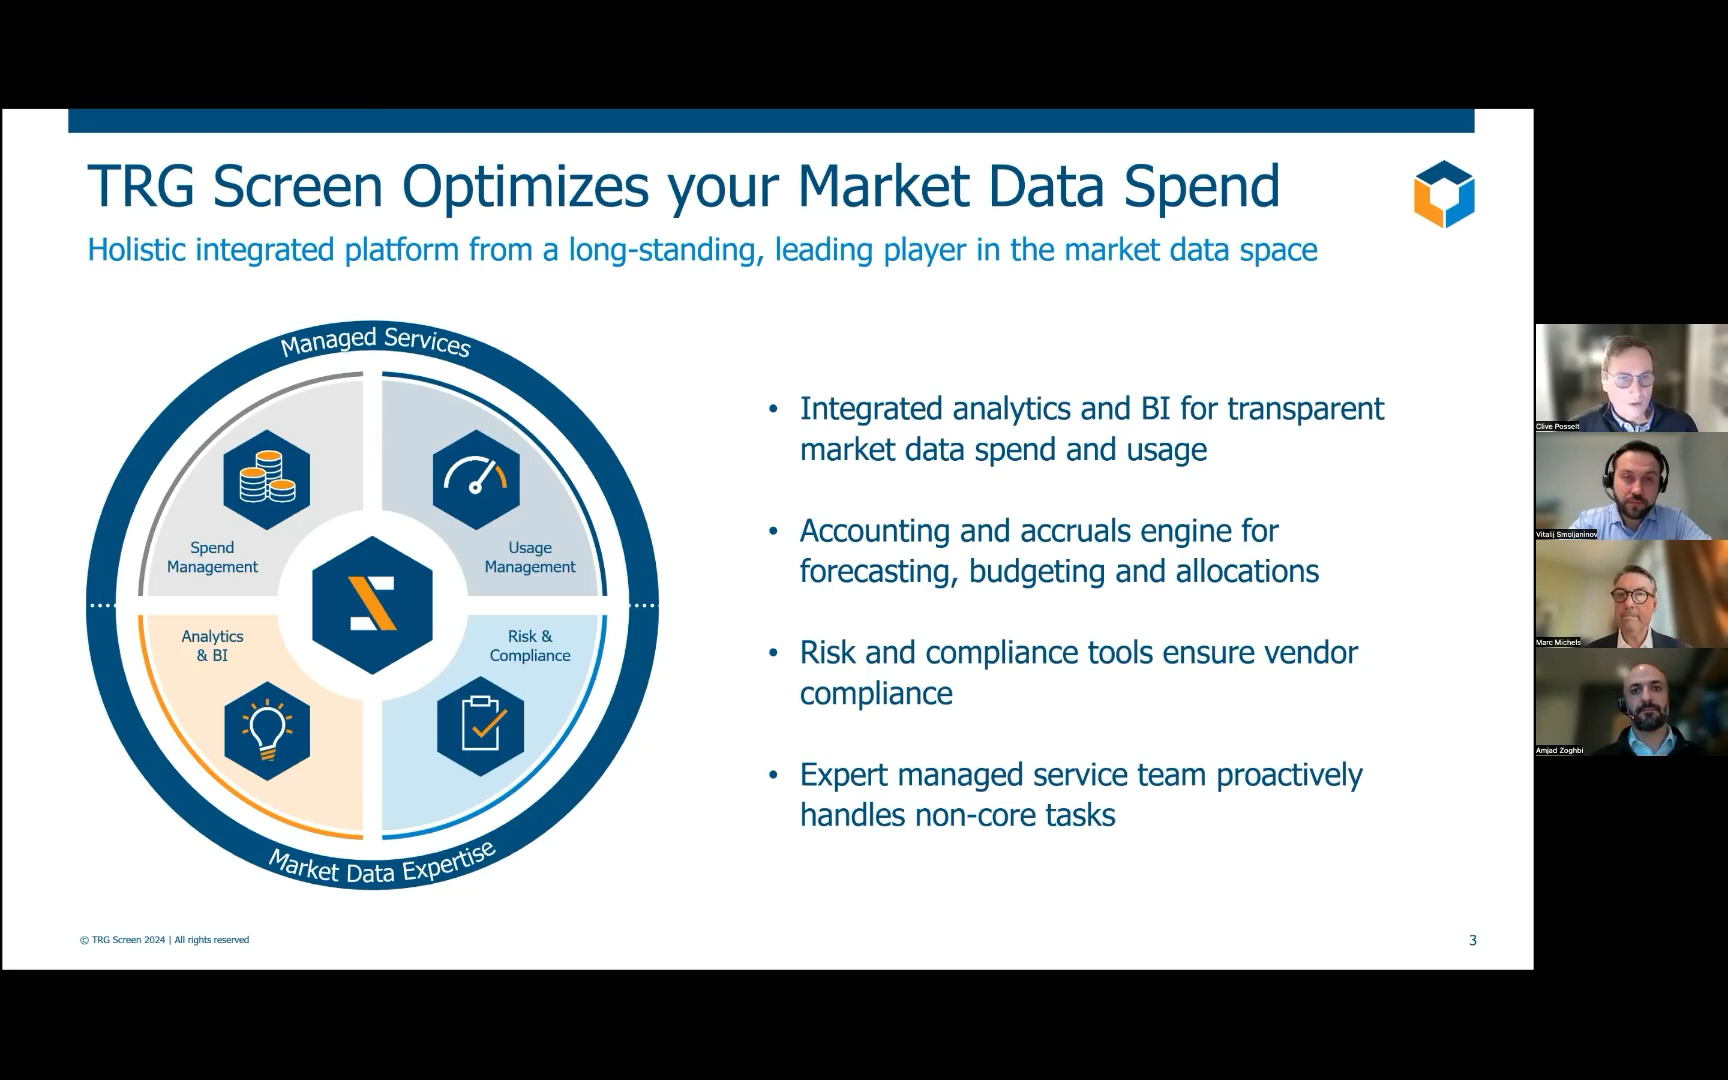 TRG Screen Optimizes your Market Data Spend
Holistic integrated platform from a long-standing, leading player in the market data space
Managed Services
Spend
Management
Usage
Management
Analytics
& BI
Risk &
Compliance
Market Data Expertise
• Integrated analytics and BI for transparent
market data spend and usage
• Accounting and accruals engine for
forecasting, budgeting and allocations
• Risk and compliance tools ensure vendor
compliance
• Expert managed service team proactively
handles non-core tasks
© TRG Screen 2024 | All rights reserved
3
Clive Posselt
Vitalij Smoljaninov
Marc Michels
Amjad Zoghbi